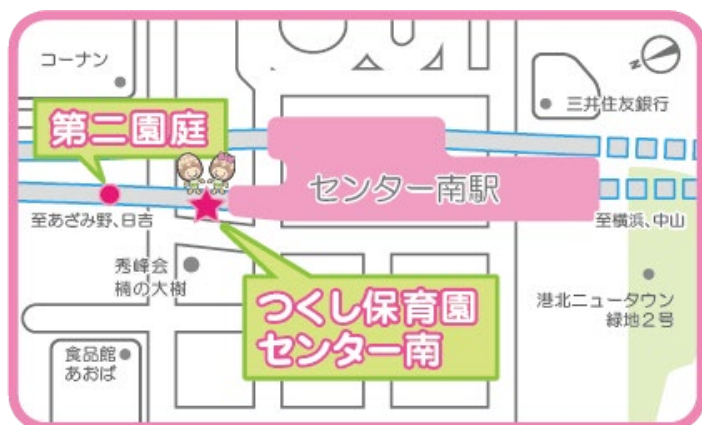 コーナン
N
三井住友銀行
第二園庭
センター南駅
至あざみ野、日吉
至横浜、中山
秀峰会
楠の大樹
つくし保育園
センター南
港北ニュータウン
緑地2号
食品館
あおば